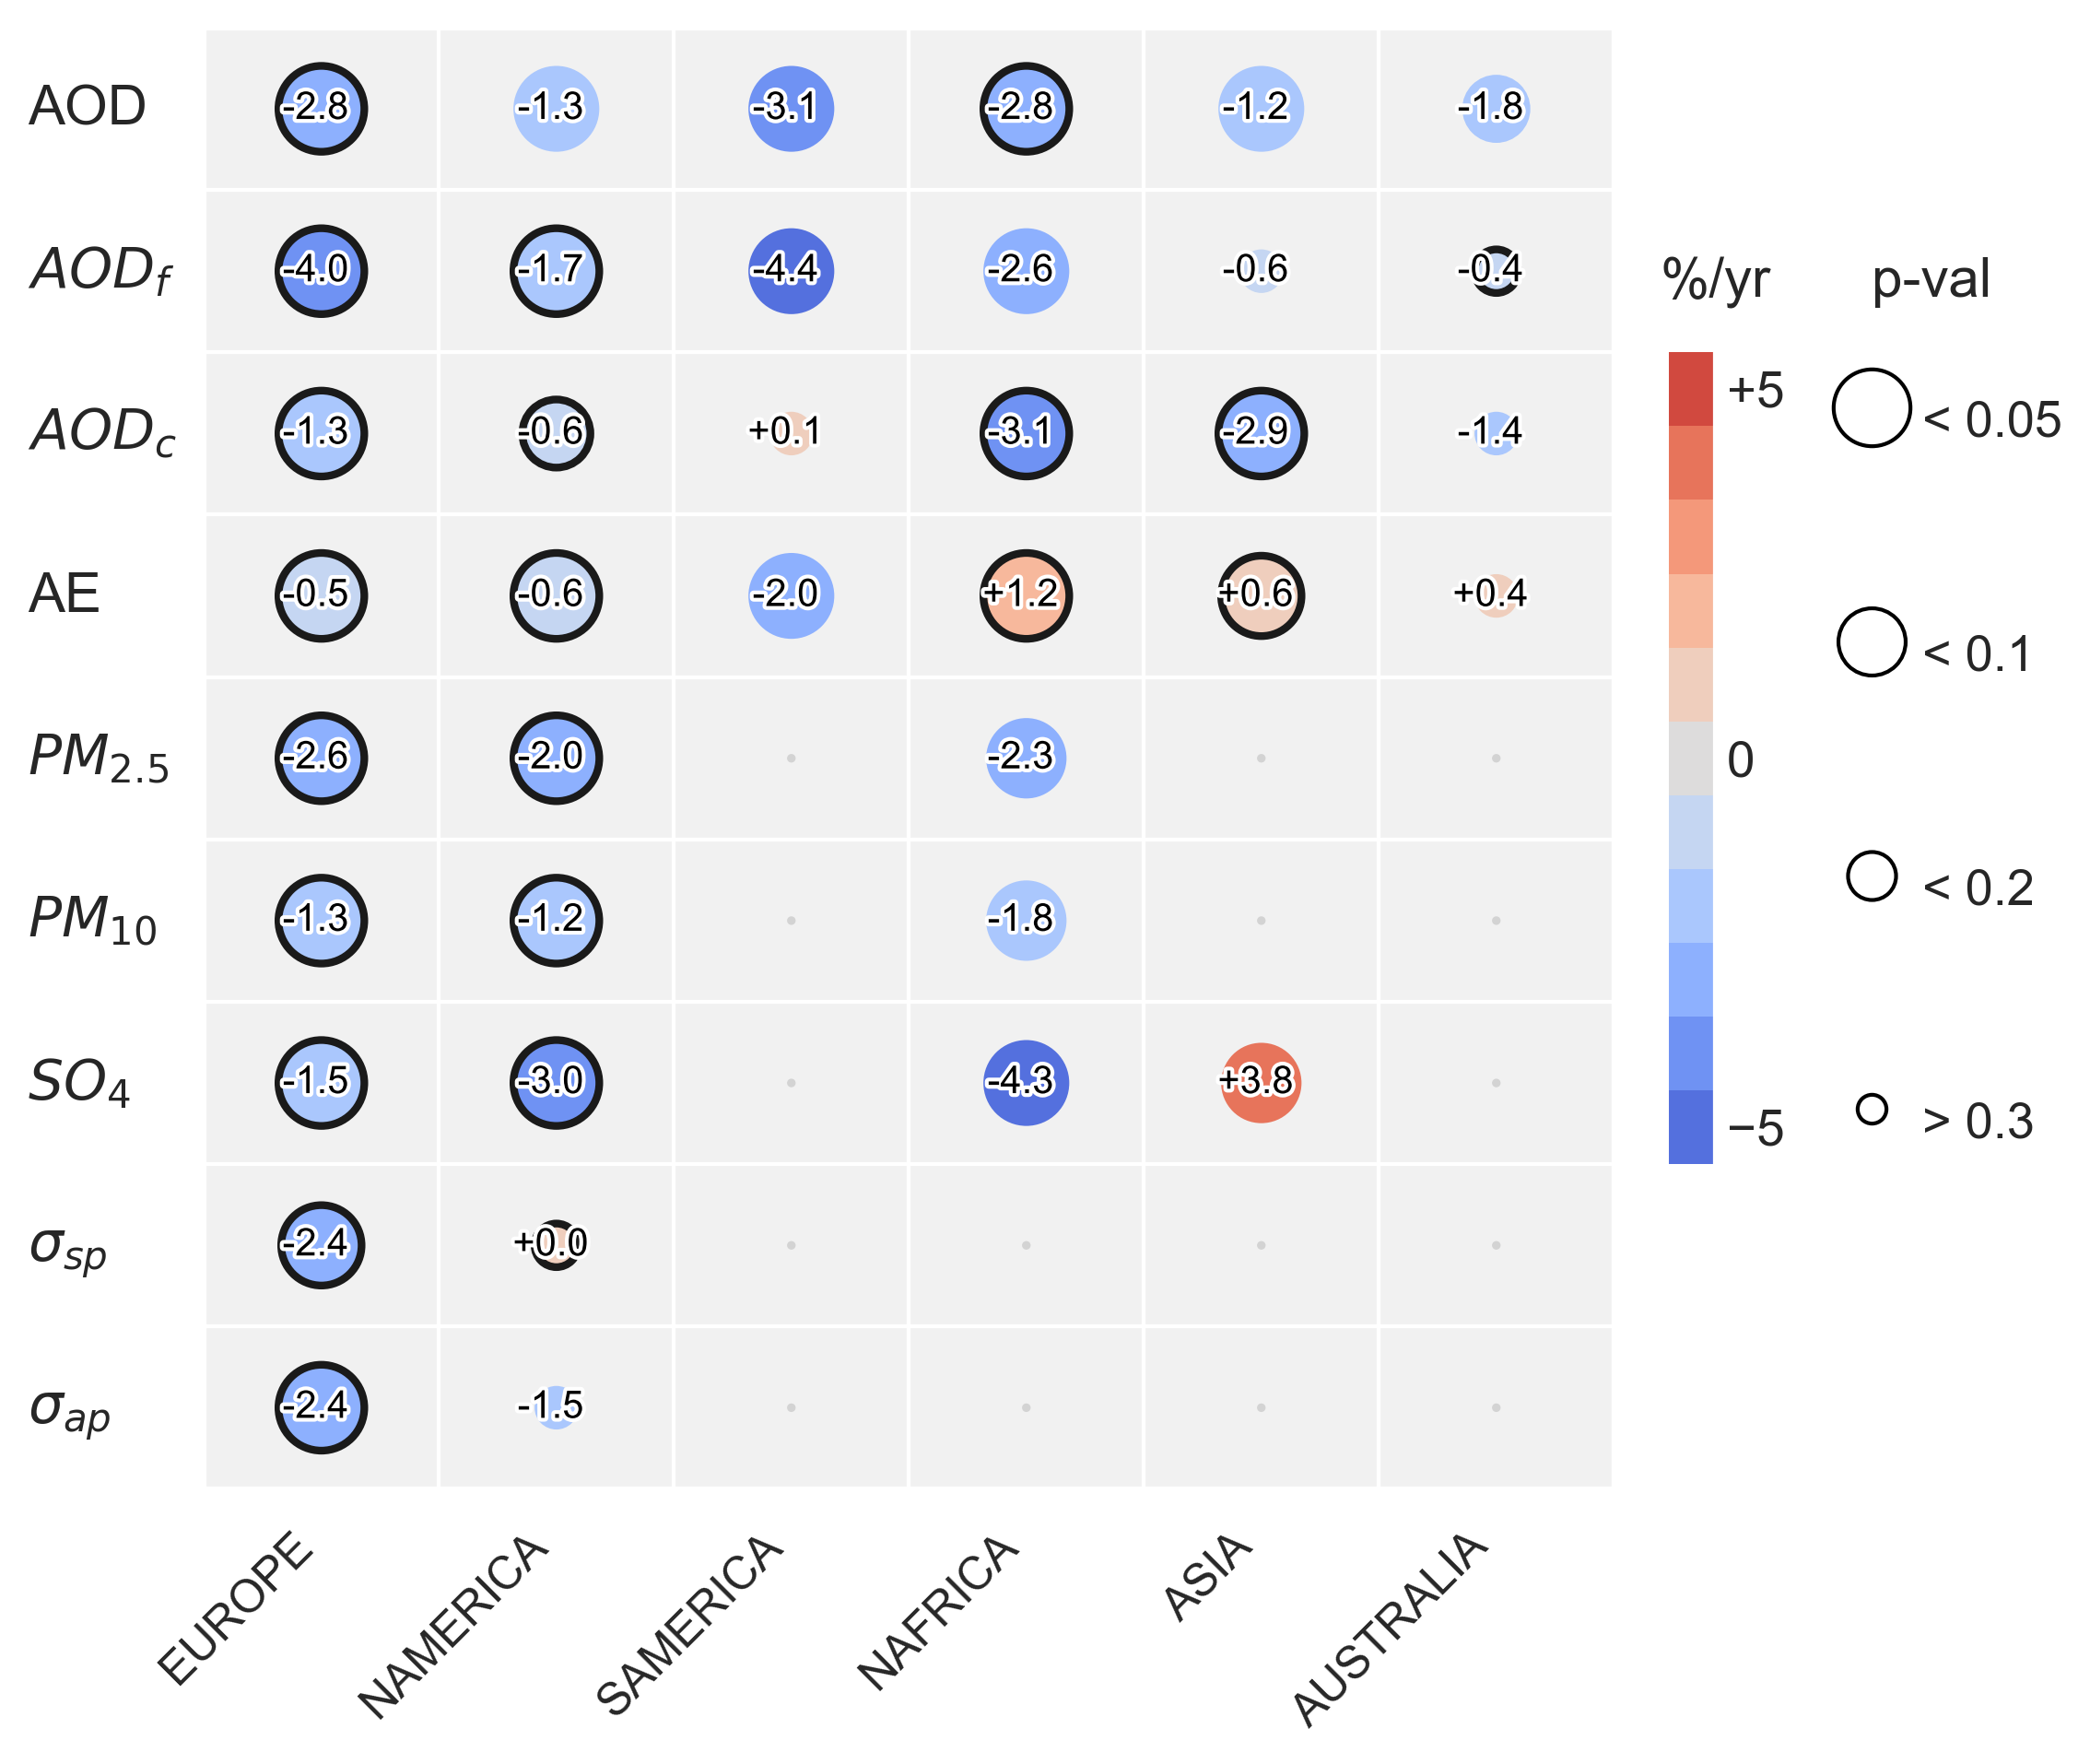 AOD -2.8 -1.3 -3.1 -2.8 -1.2 -1.8
AOD_f -4.0 -1.7 -4.4 -2.6 -0.6 -0.4
AOD_c -1.3 -0.6 +0.1 -3.1 -2.9 -1.4
AE -0.5 -0.6 -2.0 +1.2 +0.6 +0.4
PM_2.5 -2.6 -2.0 -2.3
PM_10 -1.3 -1.2 -1.8
SO_4 -1.5 -3.0 -4.3 +3.8
σ_sp -2.4 +0.0
σ_ap -2.4 -1.5
EUROPE NAMERICA SAMERICA NAFRICA ASIA AUSTRALIA
%/yr
+5
0
−5
p-val
< 0.05
< 0.1
< 0.2
> 0.3